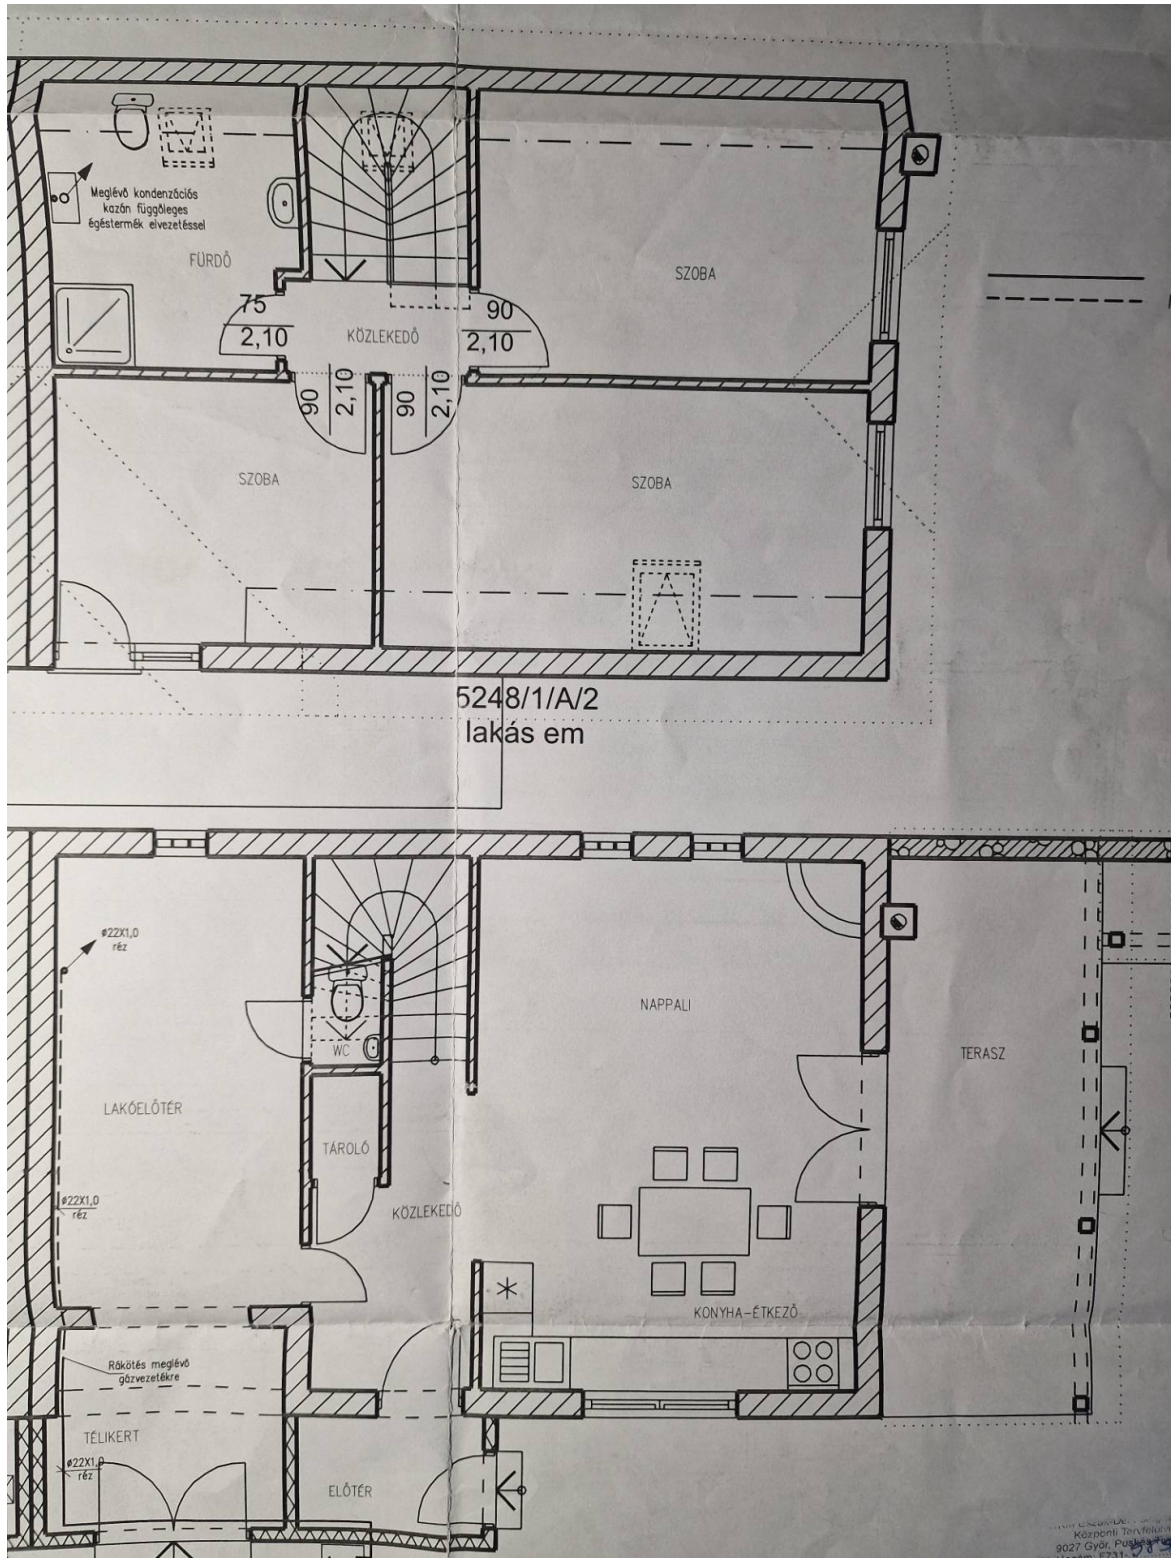 Meglévő kondenzációs
kazán függőleges
égéstermék elvezetéssel
FÜRDŐ
SZOBA
75
2,10
KÖZLEKEDŐ
90
2,10
90
2,10
90
2,10
SZOBA
SZOBA
5248/1/A/2
lakás em
ø22X1,0
réz
NAPPALI
WC
TERASZ
LAKÓELŐTÉR
TÁROLÓ
ø22X1,0
réz
KÖZLEKEDŐ
KONYHA-ÉTKEZŐ
Rákötés meglévő
gázvezetékre
TÉLIKERT
ø22X1,0
réz
ELŐTÉR
Központi
9027 Győr,